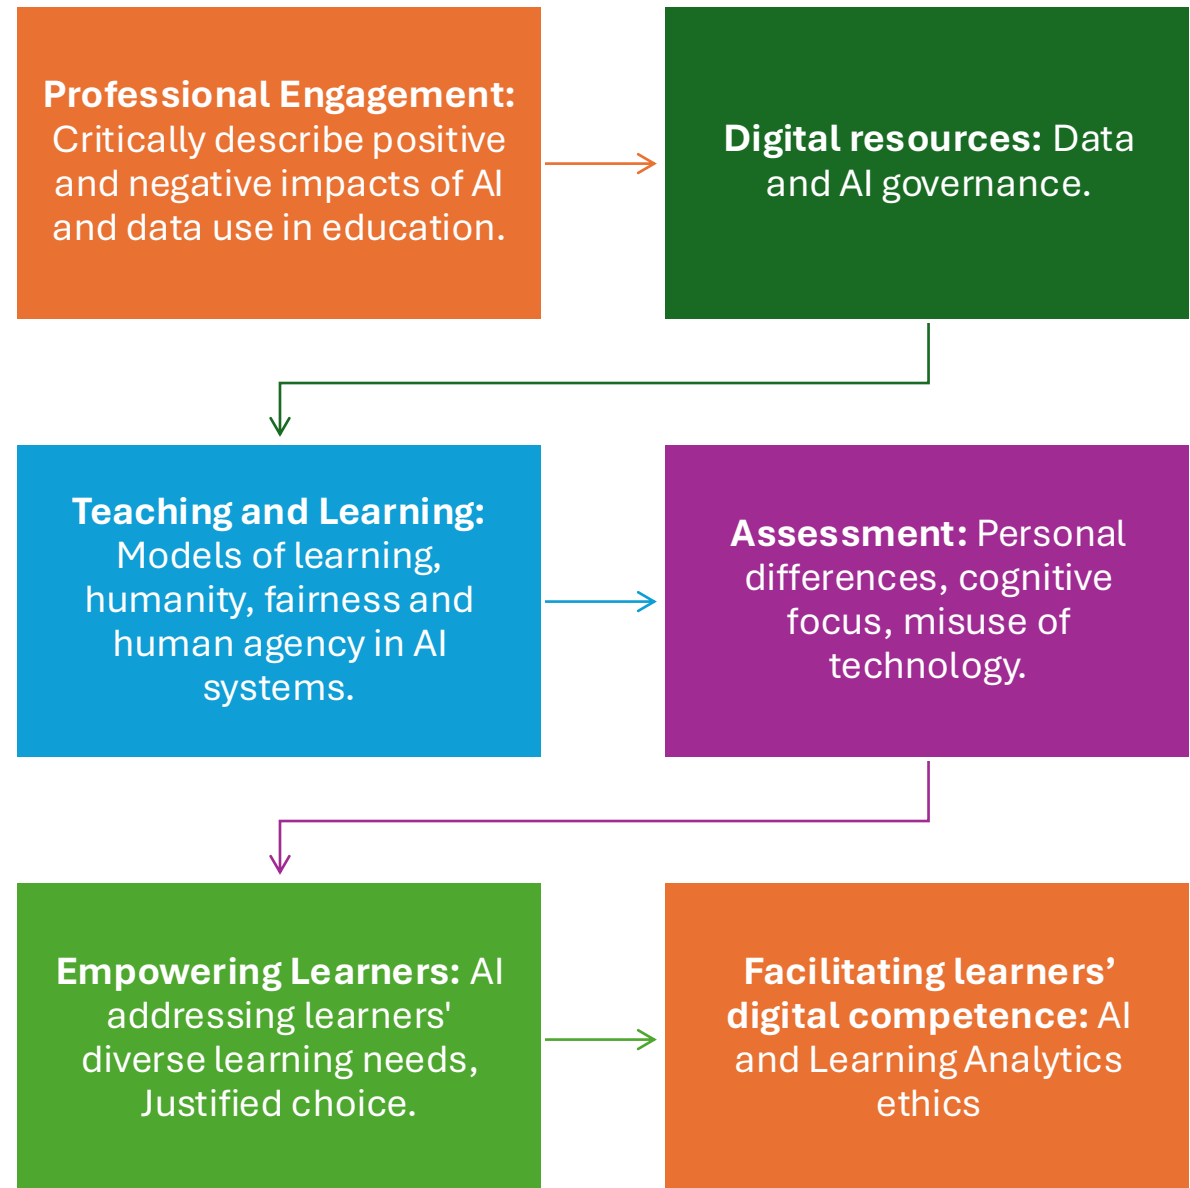 Professional Engagement:
Critically describe positive
and negative impacts of AI
and data use in education.
Digital resources: Data
and AI governance.
Teaching and Learning:
Models of learning,
humanity, fairness and
human agency in AI
systems.
Assessment: Personal
differences, cognitive
focus, misuse of
technology.
Empowering Learners: AI
addressing learners'
diverse learning needs,
Justified choice.
Facilitating learners’
digital competence: AI
and Learning Analytics
ethics